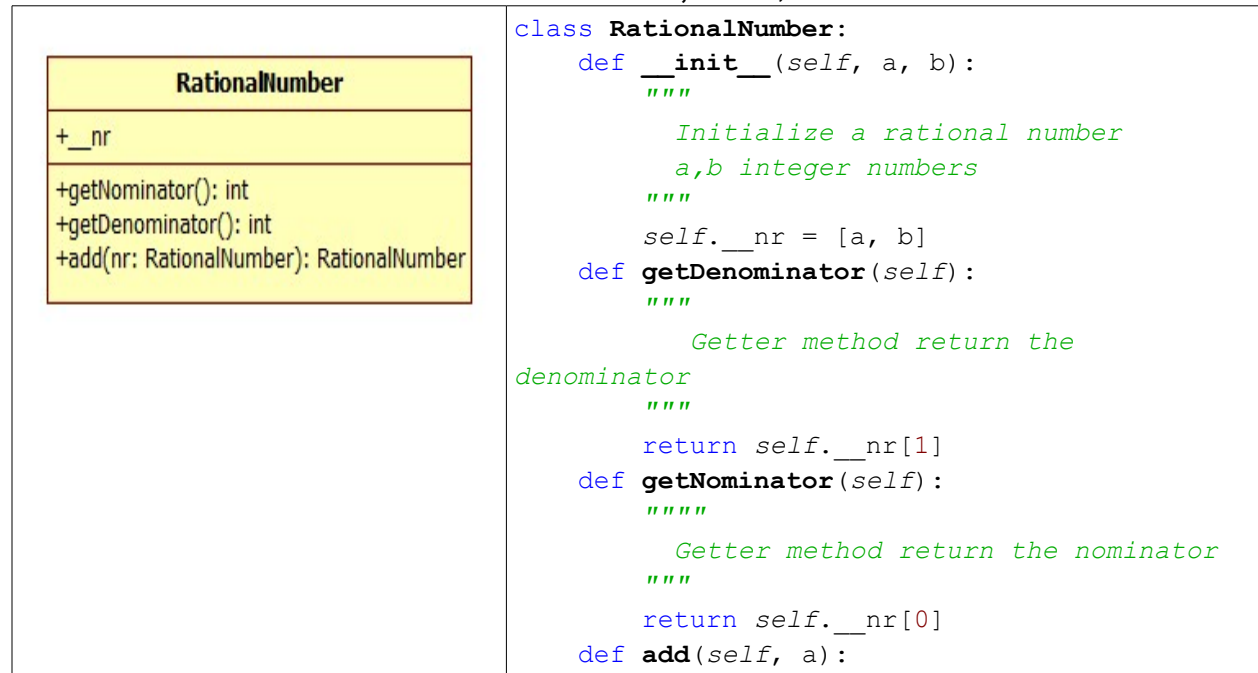 RationalNumber
+__nr
+getNominator(): int
+getDenominator(): int
+add(nr: RationalNumber): RationalNumber
class RationalNumber:
    def __init__(self, a, b):
        """
          Initialize a rational number
          a,b integer numbers
        """
        self.__nr = [a, b]
    def getDenominator(self):
        """
           Getter method return the
denominator
        """
        return self.__nr[1]
    def getNominator(self):
        """"
          Getter method return the nominator
        """
        return self.__nr[0]
    def add(self, a):